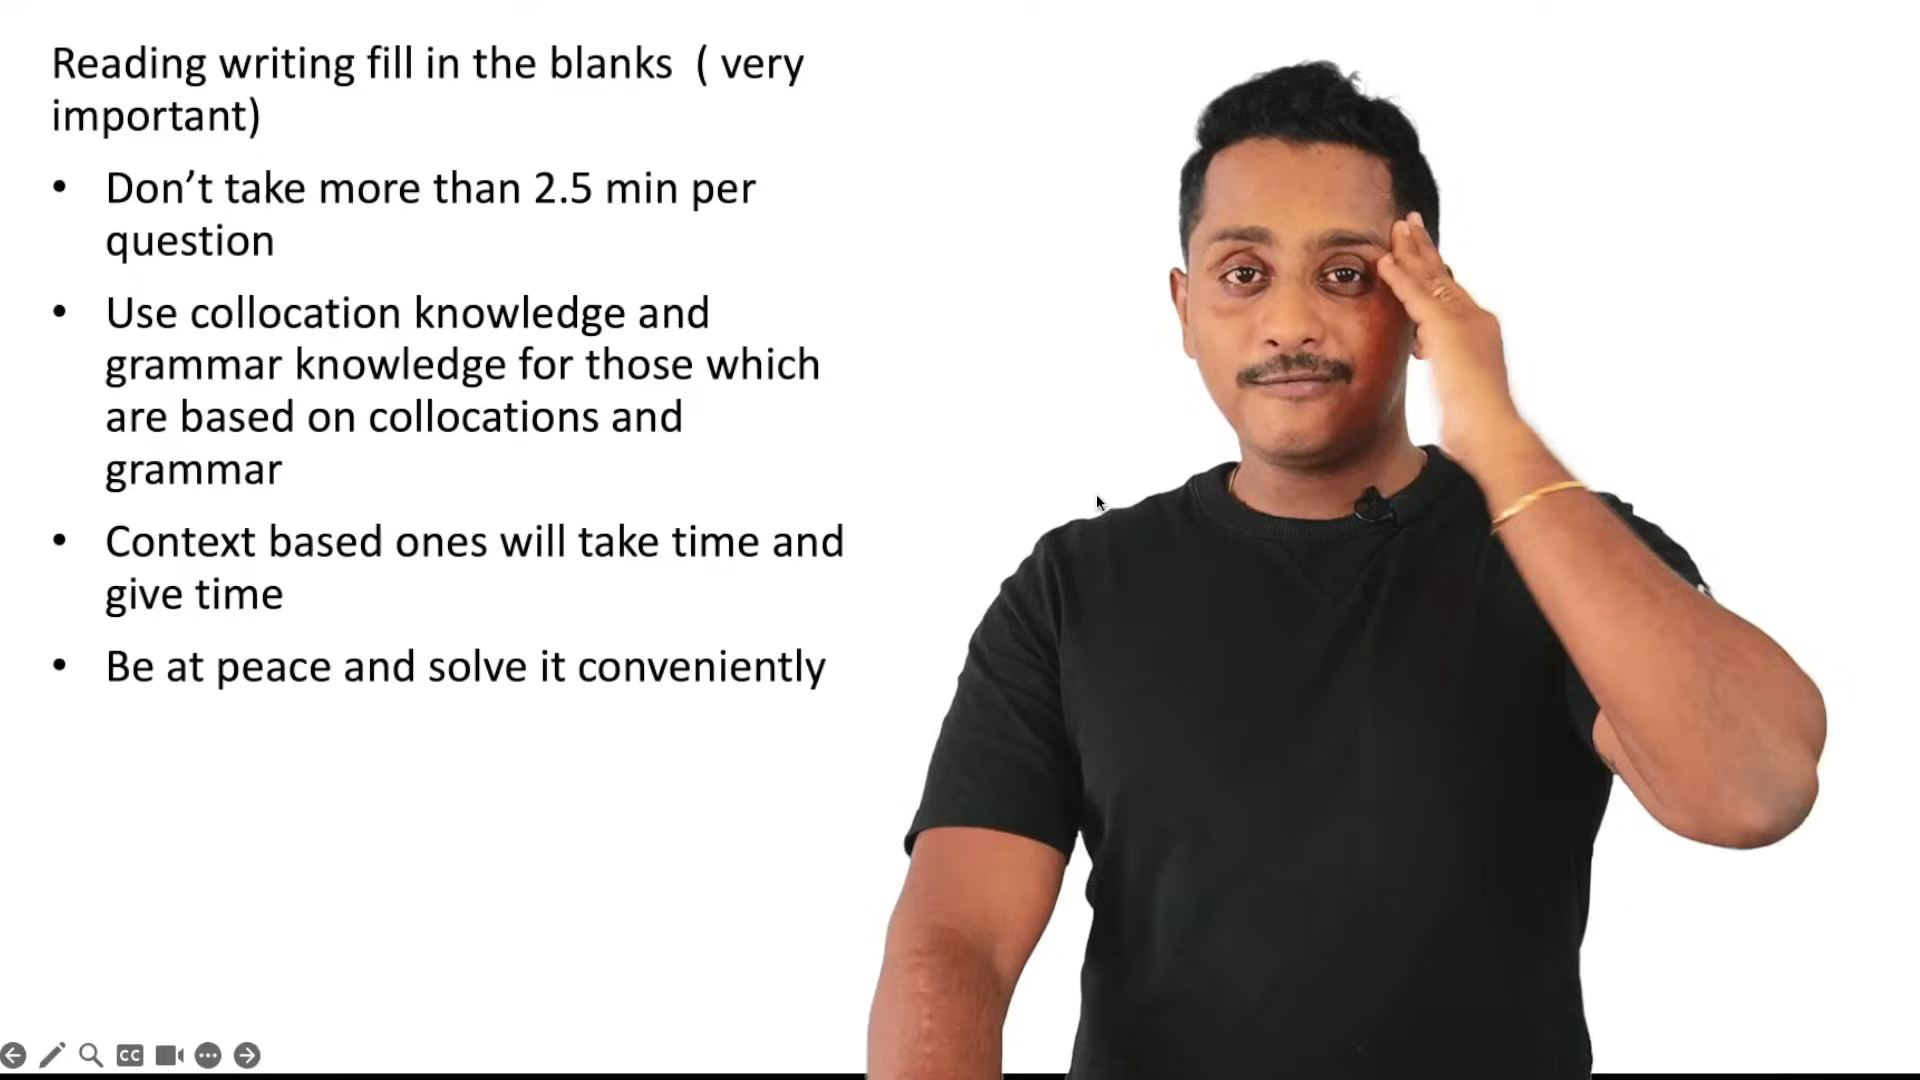 Reading writing fill in the blanks  ( very
important)
• Don’t take more than 2.5 min per
question
• Use collocation knowledge and
grammar knowledge for those which
are based on collocations and
grammar
• Context based ones will take time and
give time
• Be at peace and solve it conveniently
CC